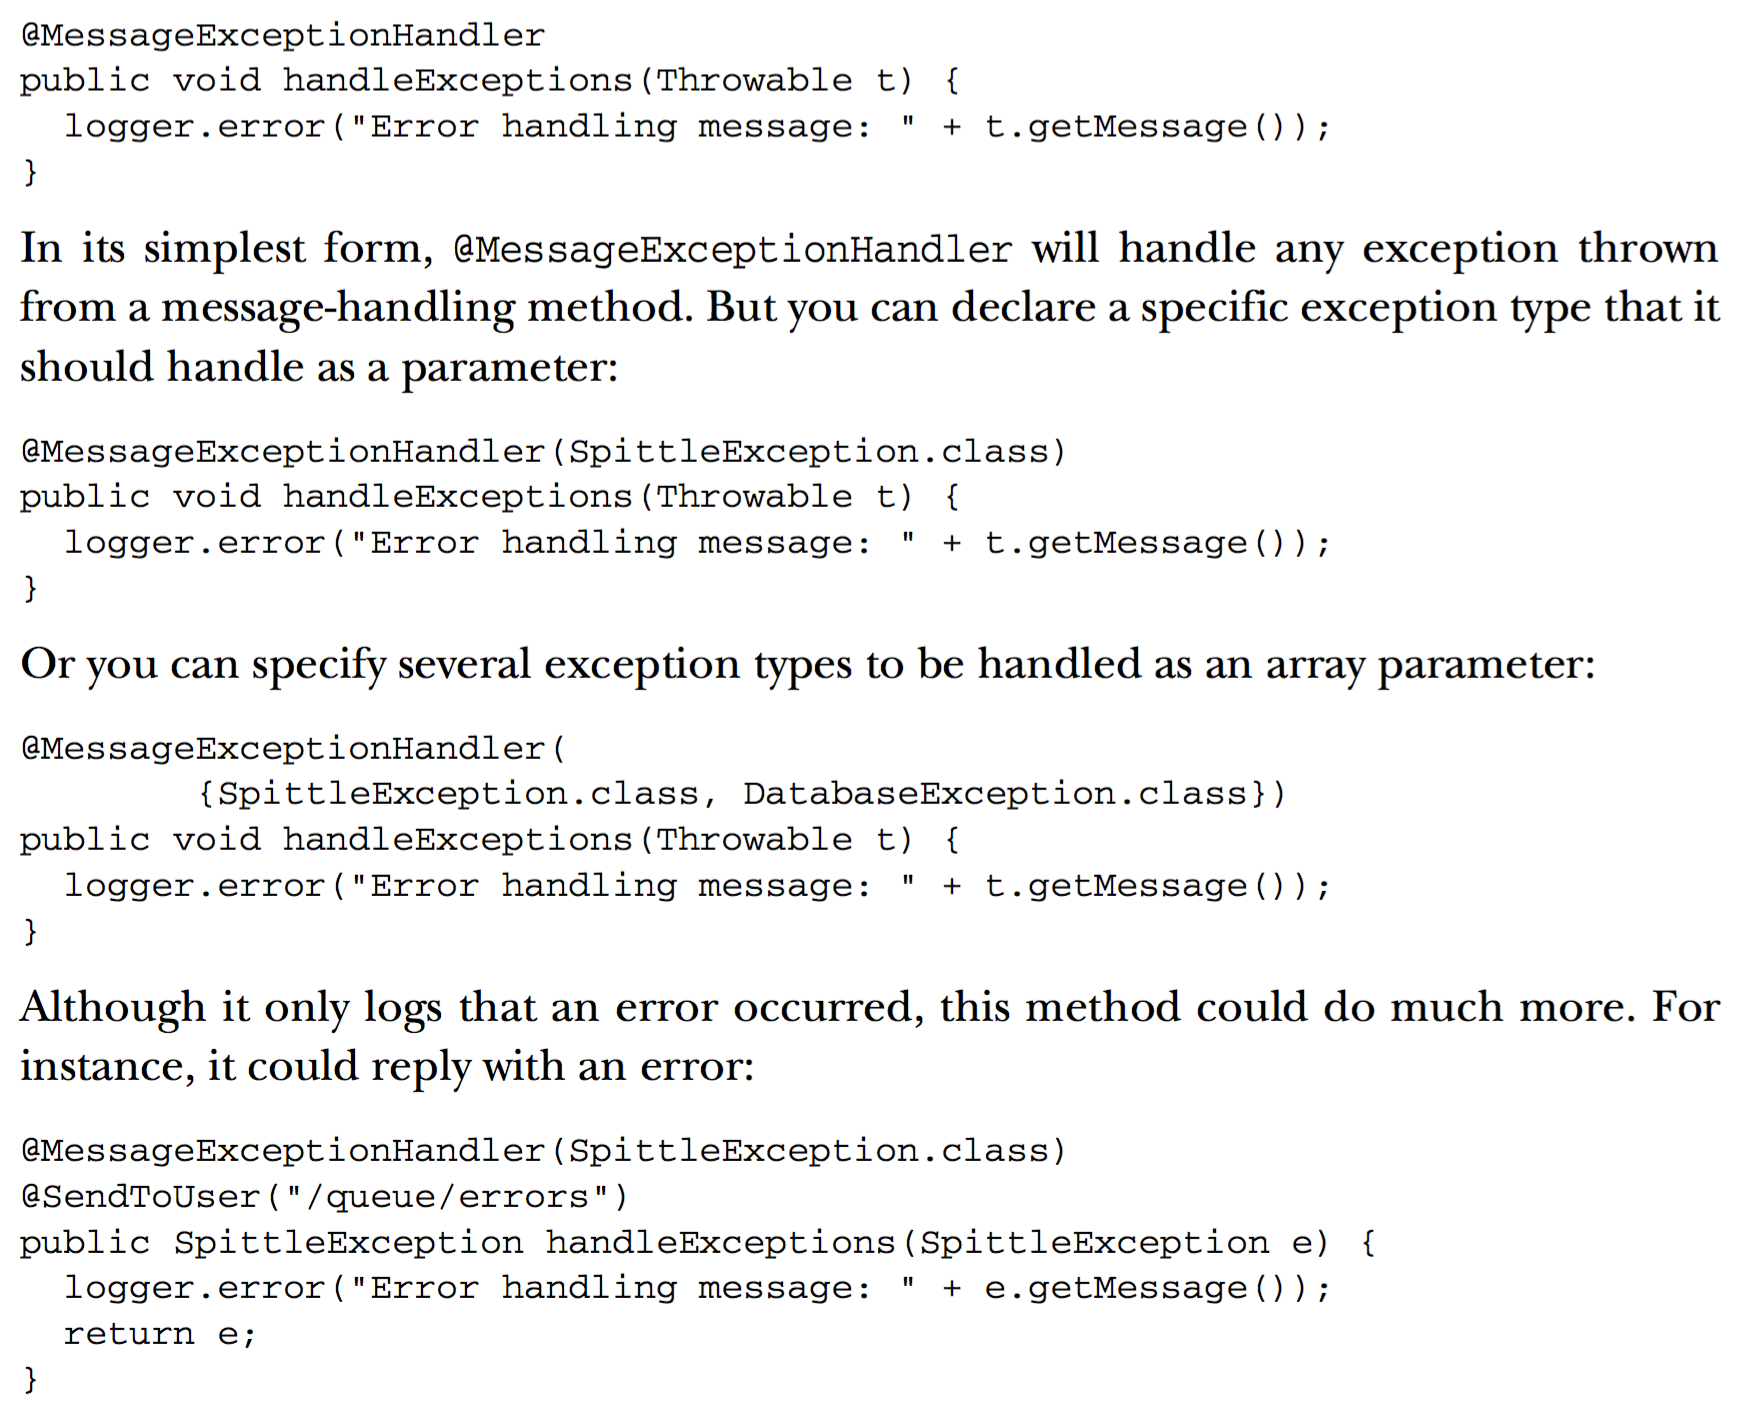 @MessageExceptionHandler
public void handleExceptions(Throwable t) {
  logger.error("Error handling message: " + t.getMessage());
}
In its simplest form, @MessageExceptionHandler will handle any exception thrown
from a message-handling method. But you can declare a specific exception type that it
should handle as a parameter:
@MessageExceptionHandler(SpittleException.class)
public void handleExceptions(Throwable t) {
  logger.error("Error handling message: " + t.getMessage());
}
Or you can specify several exception types to be handled as an array parameter:
@MessageExceptionHandler(
        {SpittleException.class, DatabaseException.class})
public void handleExceptions(Throwable t) {
  logger.error("Error handling message: " + t.getMessage());
}
Although it only logs that an error occurred, this method could do much more. For
instance, it could reply with an error:
@MessageExceptionHandler(SpittleException.class)
@SendToUser("/queue/errors")
public SpittleException handleExceptions(SpittleException e) {
  logger.error("Error handling message: " + e.getMessage());
  return e;
}